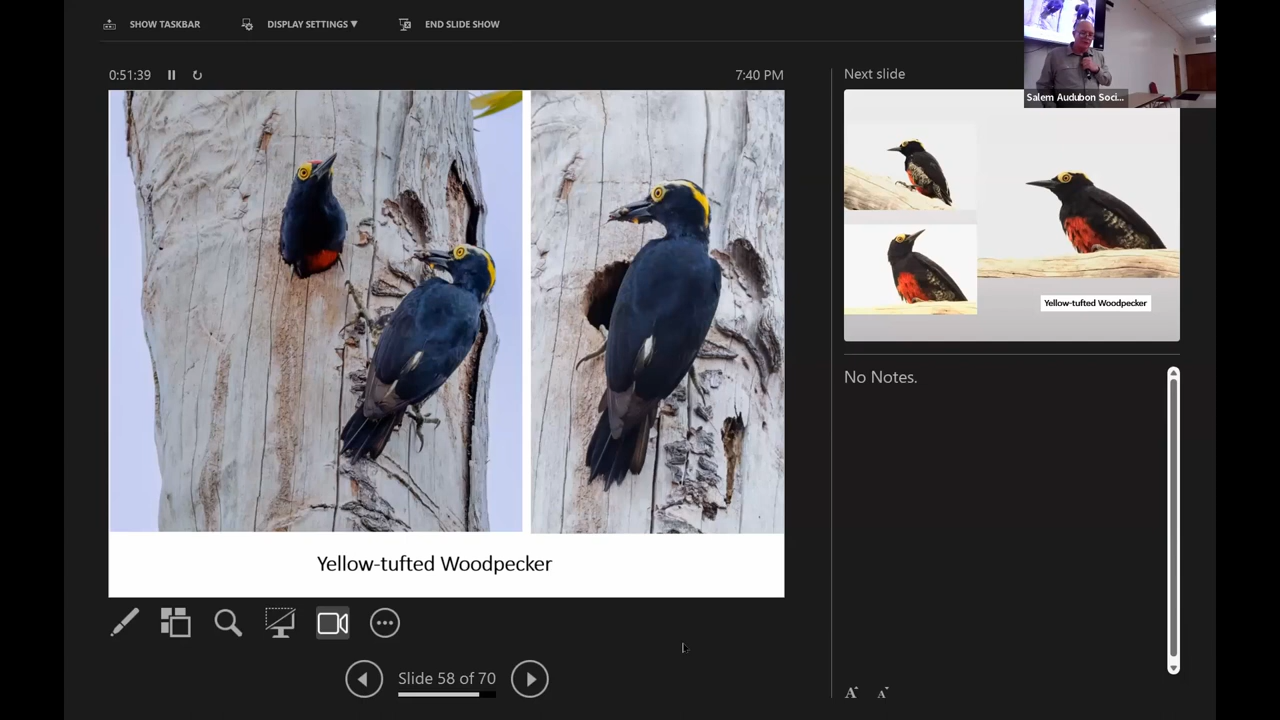 SHOW TASKBAR
DISPLAY SETTINGS ▼
END SLIDE SHOW
0:51:39
7:40 PM
Next slide
Salem Audubon Soci...
Yellow-tufted Woodpecker
Yellow-tufted Woodpecker
No Notes.
Slide 58 of 70
A A